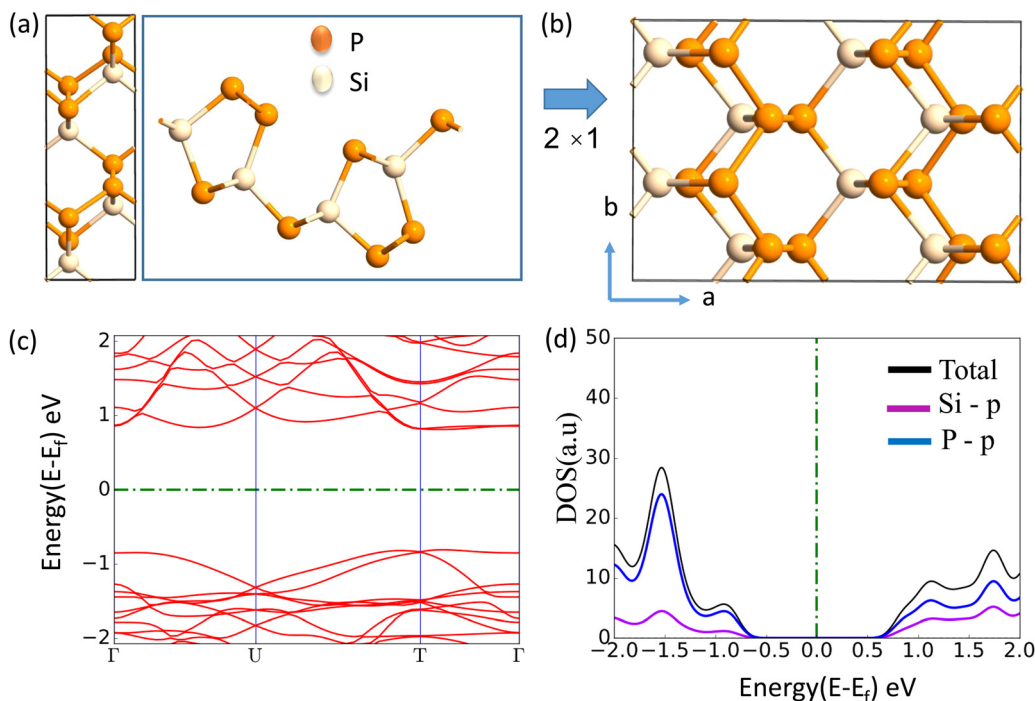 (a)
P
Si
(b)
2 ×1
b
a
(c)
Energy(E-E_f) eV
2
1
0
−1
−2
Γ
U
T
Γ
(d)
DOS(a.u)
50
40
30
20
10
0
Total
Si - p
P - p
−2.0
−1.5
−1.0
−0.5
0.0
0.5
1.0
1.5
2.0
Energy(E-E_f) eV